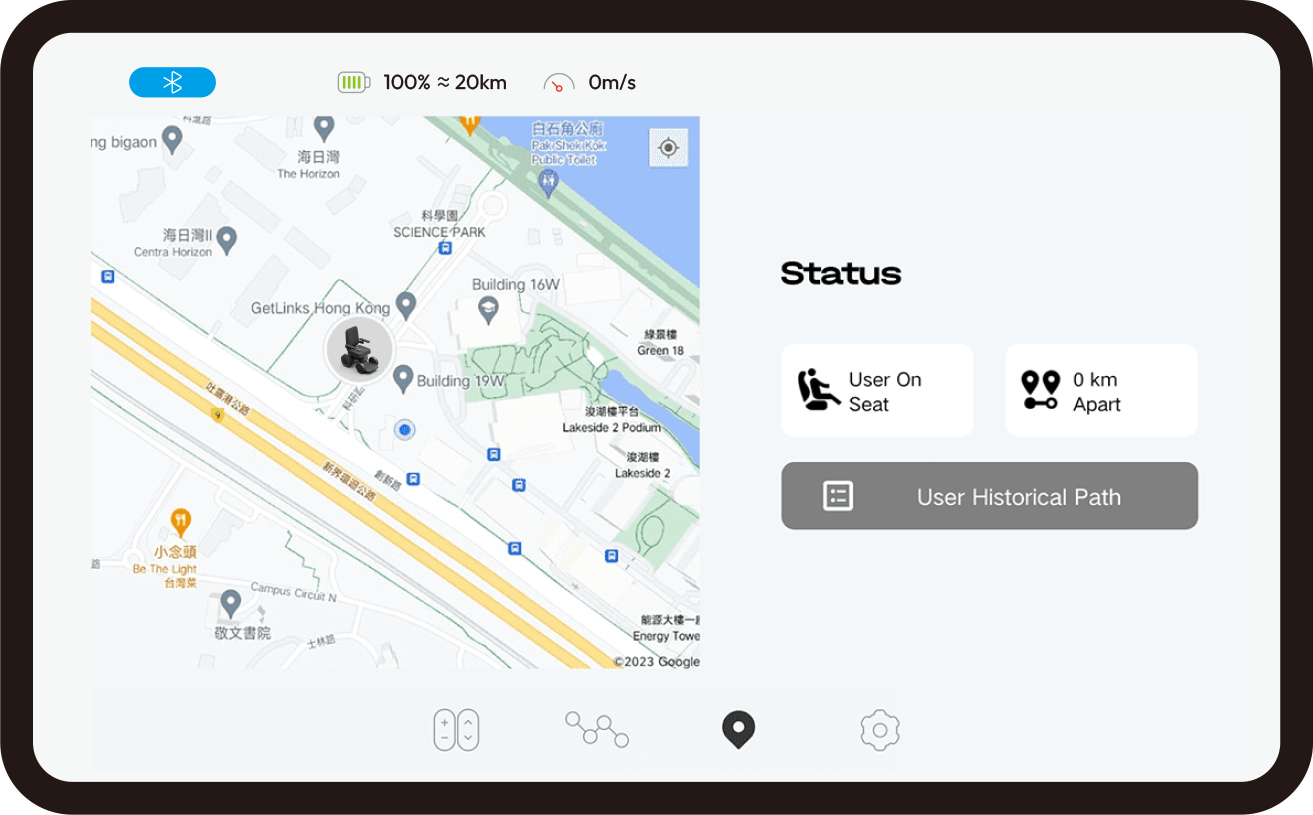 100% ≈ 20km
0m/s
科進路
ng bigaon
海日灣
The Horizon
白石角公廁
Pak Shek Kok
Public Toilet
科學園
SCIENCE PARK
海日灣II
Centra Horizon
Building 16W
GetLinks Hong Kong
綠景樓
Green 18
Building 19W
科研路
吐露港公路
9
浚湖樓平台
Lakeside 2 Podium
浚湖樓
Lakeside 2
新界環迴公路
創新路
小念頭
Be The Light
台灣菜
路
Campus Circuit N
敬文書院
士林路
能源大樓一
Energy Towe
©2023 Google
Status
User On
Seat
0 km
Apart
User Historical Path